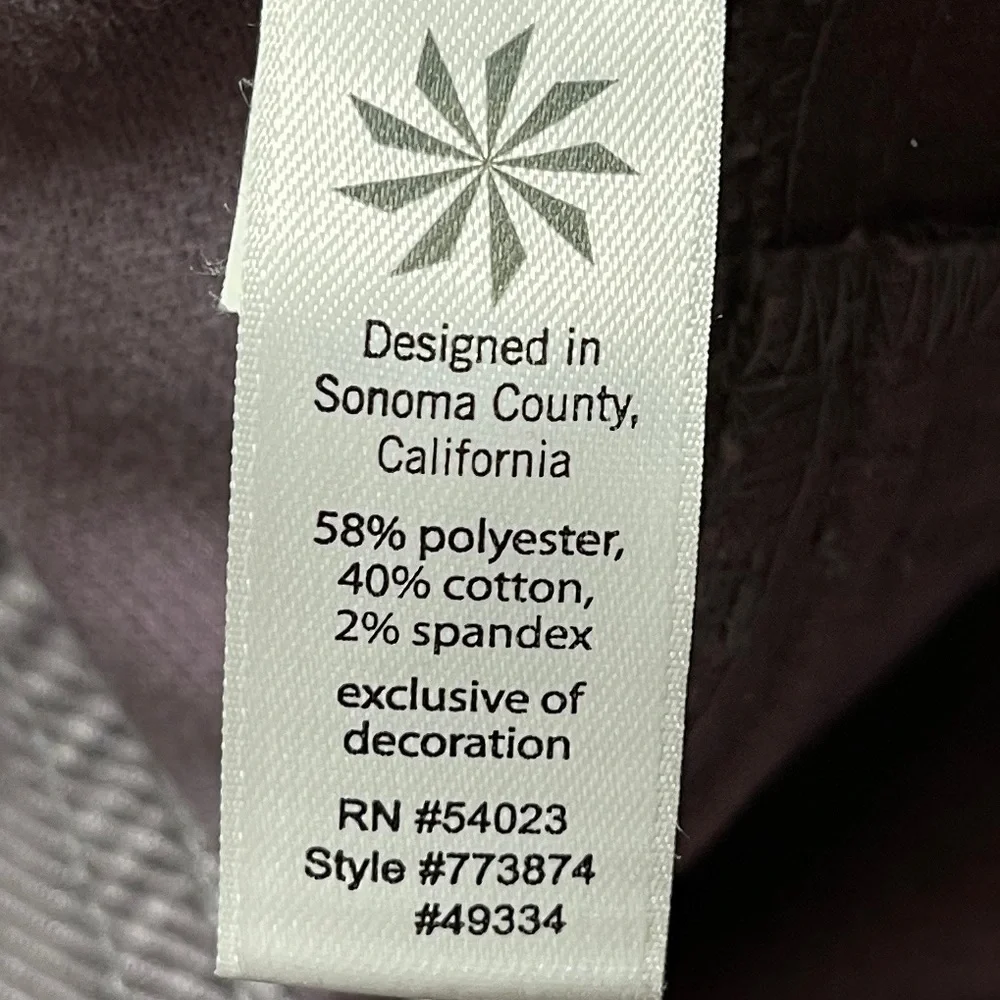 Designed in
Sonoma County,
California
58% polyester,
40% cotton,
2% spandex
exclusive of
decoration
RN #54023
Style #773874
#49334